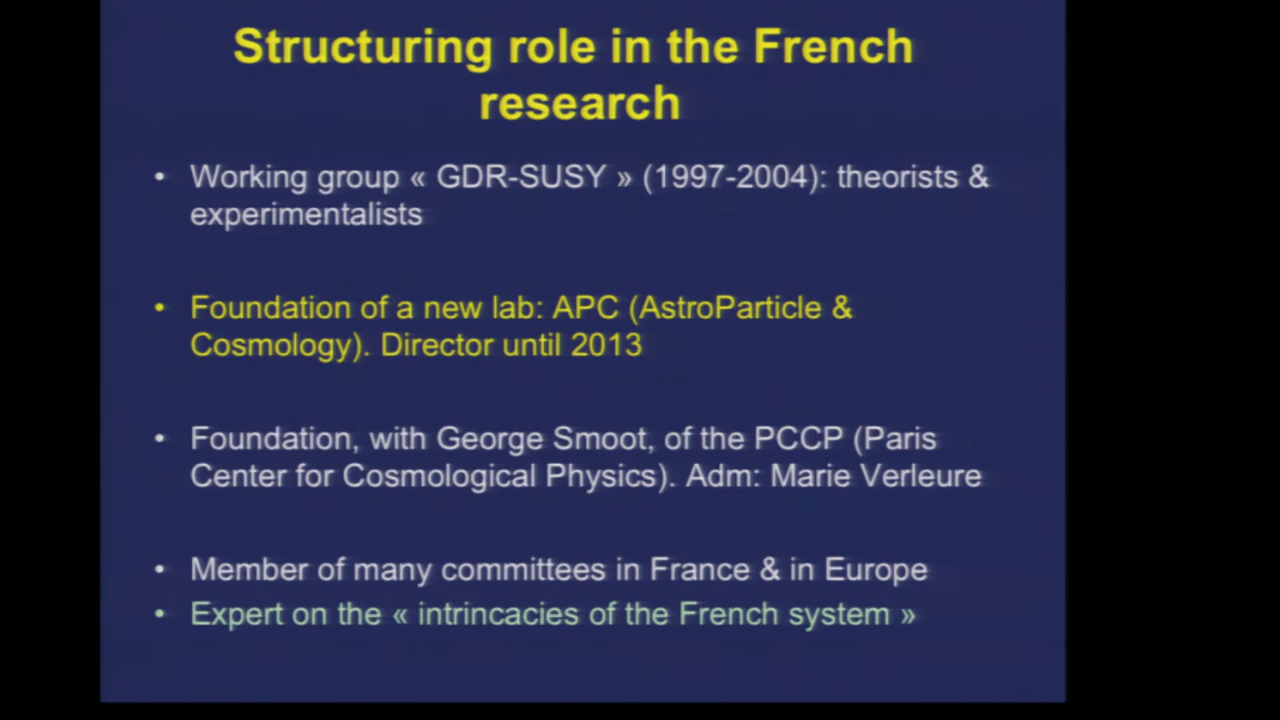 Structuring role in the French
research
• Working group « GDR-SUSY » (1997-2004): theorists &
experimentalists
• Foundation of a new lab: APC (AstroParticle &
Cosmology). Director until 2013
• Foundation, with George Smoot, of the PCCP (Paris
Center for Cosmological Physics). Adm: Marie Verleure
• Member of many committees in France & in Europe
• Expert on the « intrincacies of the French system »